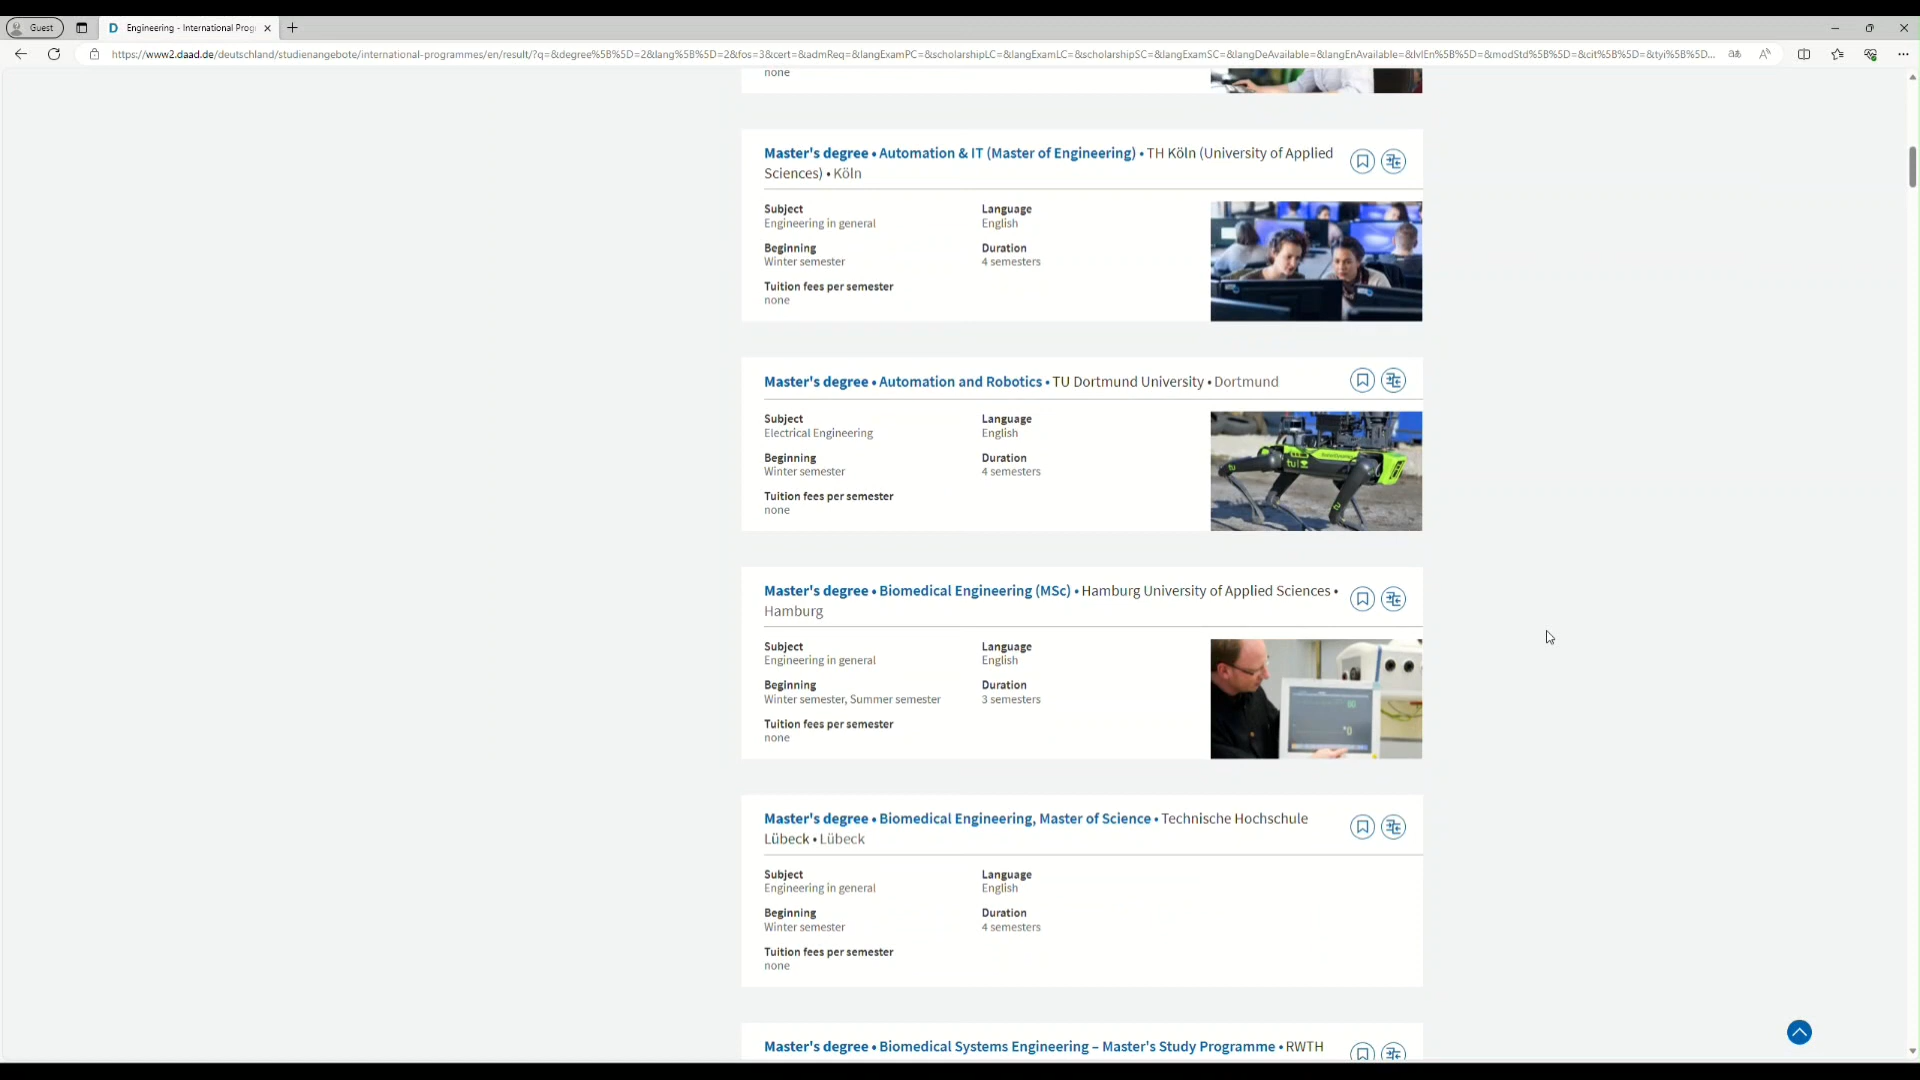 Guest
Engineering - International Prog
https://www2.daad.de/deutschland/studienangebote/international-programmes/en/result/?q=&degree%5B%5D=2&lang%5B%5D=2&fos=3&cert=&admReq=&langExamPC=&scholarshipLC=&langExamLC=&scholarshipSC=&langExamSC=&langDeAvailable=&langEnAvailable=&lvlEn%5B%5D=&modStd%5B%5D=&cit%5B%5D=&tyi%5B%5D...
none
Master's degree • Automation & IT (Master of Engineering) • TH Köln (University of Applied
Sciences) • Köln
Subject
Engineering in general
Language
English
Beginning
Winter semester
Duration
4 semesters
Tuition fees per semester
none
Master's degree • Automation and Robotics • TU Dortmund University • Dortmund
Subject
Electrical Engineering
Language
English
Beginning
Winter semester
Duration
4 semesters
Tuition fees per semester
none
Master's degree • Biomedical Engineering (MSc) • Hamburg University of Applied Sciences •
Hamburg
Subject
Engineering in general
Language
English
Beginning
Winter semester, Summer semester
Duration
3 semesters
Tuition fees per semester
none
Master's degree • Biomedical Engineering, Master of Science • Technische Hochschule
Lübeck • Lübeck
Subject
Engineering in general
Language
English
Beginning
Winter semester
Duration
4 semesters
Tuition fees per semester
none
Master's degree • Biomedical Systems Engineering – Master's Study Programme • RWTH